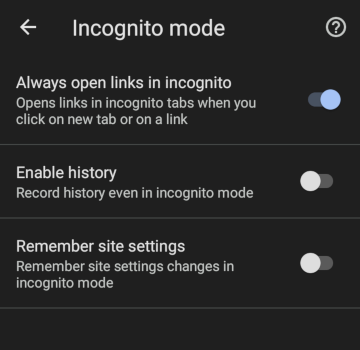 Incognito mode
Always open links in incognito
Opens links in incognito tabs when you
click on new tab or on a link
Enable history
Record history even in incognito mode
Remember site settings
Remember site settings changes in
incognito mode